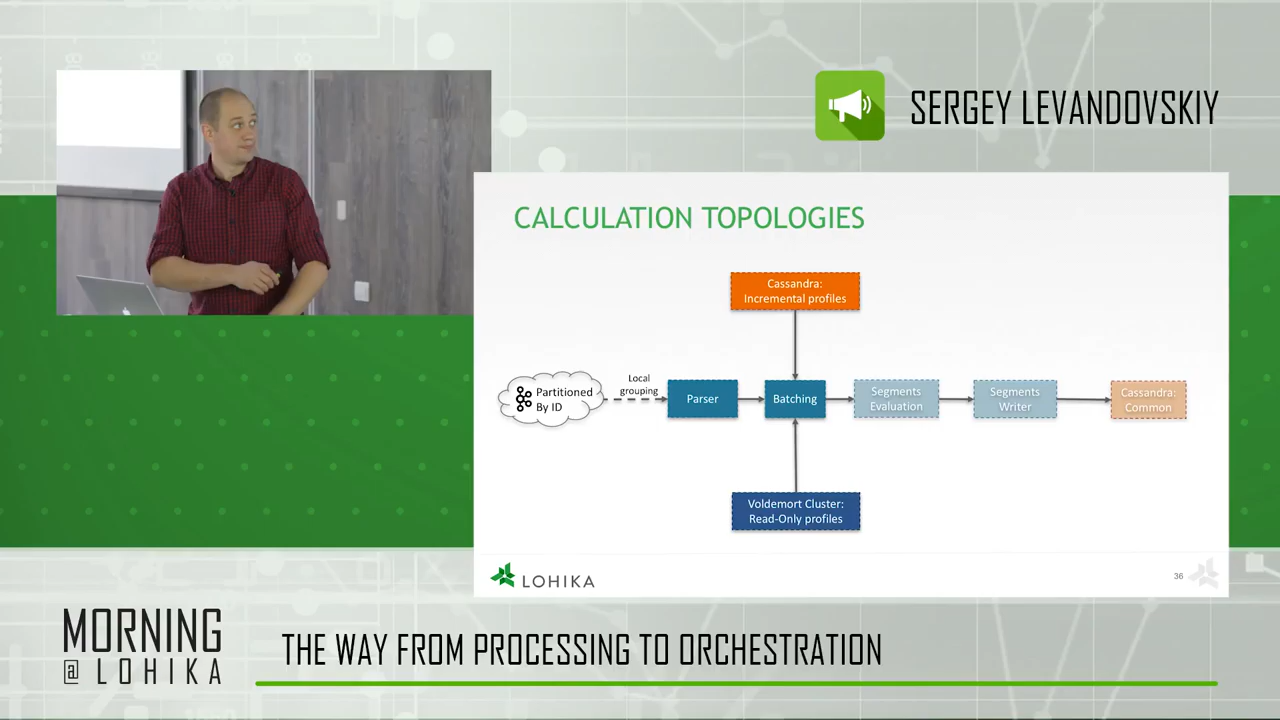 SERGEY LEVANDOVSKIY
CALCULATION TOPOLOGIES
Cassandra:
Incremental profiles
Partitioned
By ID
Local
grouping
Parser
Batching
Segments
Evaluation
Segments
Writer
Cassandra:
Common
Voldemort Cluster:
Read-Only profiles
LOHIKA
36
MORNING
@ LOHIKA
THE WAY FROM PROCESSING TO ORCHESTRATION